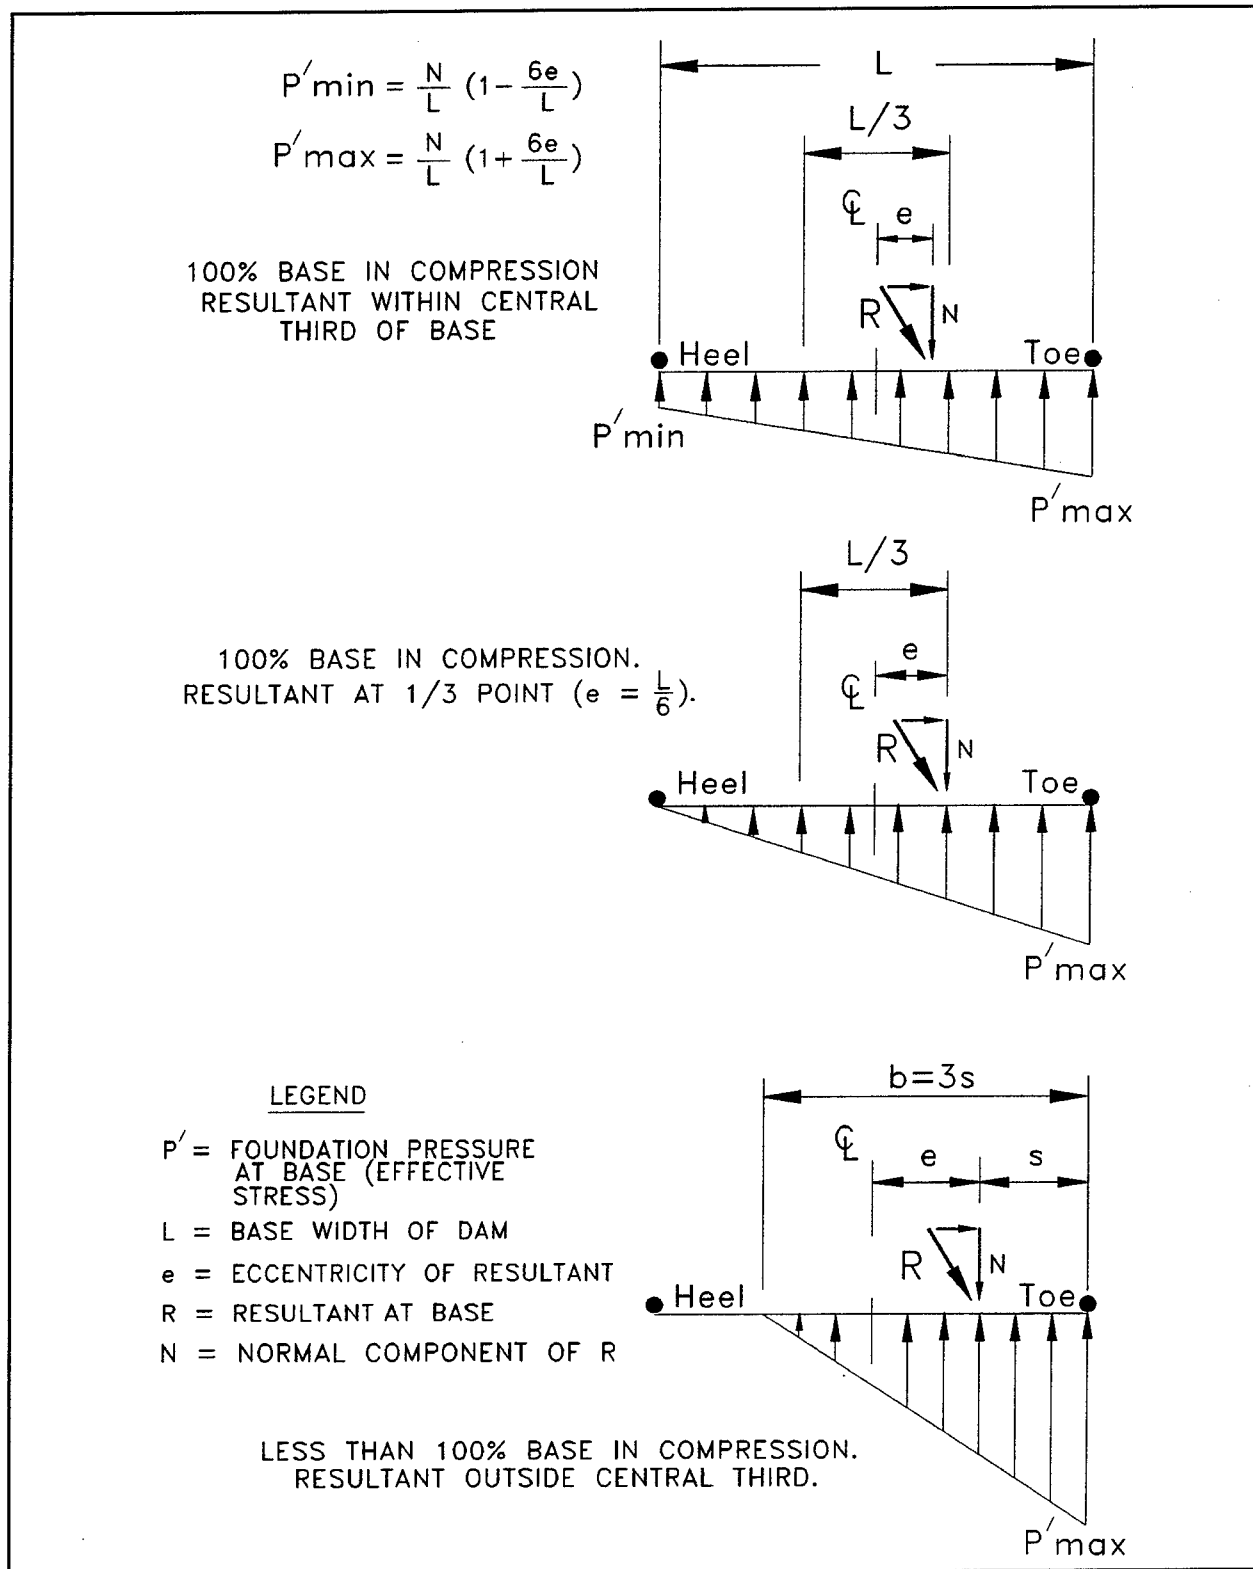 P′min = N/L (1 - 6e/L)
P′max = N/L (1 + 6e/L)
100% BASE IN COMPRESSION
RESULTANT WITHIN CENTRAL
THIRD OF BASE
L
L/3
℄ e
R N
Heel Toe
P′min
P′max
L/3
100% BASE IN COMPRESSION.
RESULTANT AT 1/3 POINT (e = L/6).
e
℄
R N
Heel Toe
P′max
b=3s
℄ e s
R N
Heel Toe
P′max
LEGEND
P′ = FOUNDATION PRESSURE
AT BASE (EFFECTIVE
STRESS)
L = BASE WIDTH OF DAM
e = ECCENTRICITY OF RESULTANT
R = RESULTANT AT BASE
N = NORMAL COMPONENT OF R
LESS THAN 100% BASE IN COMPRESSION.
RESULTANT OUTSIDE CENTRAL THIRD.